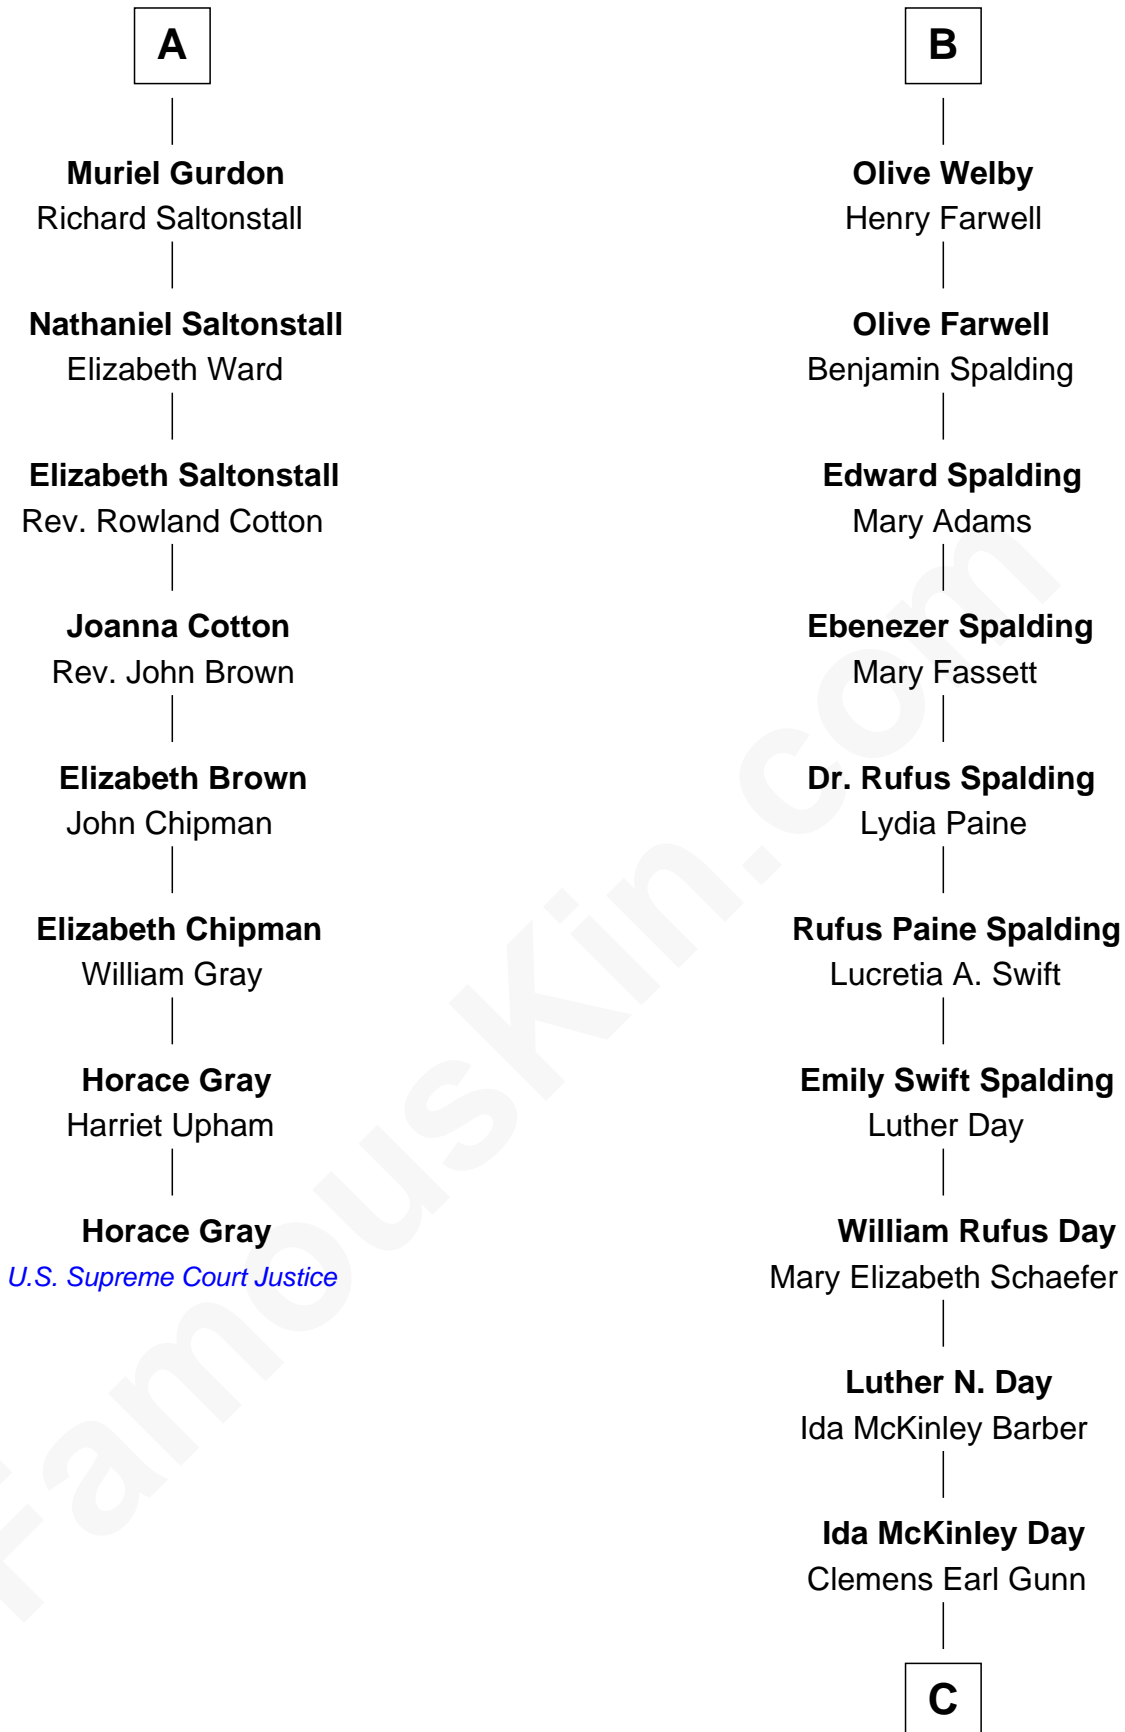 A
Muriel Gurdon
Richard Saltonstall
Nathaniel Saltonstall
Elizabeth Ward
Elizabeth Saltonstall
Rev. Rowland Cotton
Joanna Cotton
Rev. John Brown
Elizabeth Brown
John Chipman
Elizabeth Chipman
William Gray
Horace Gray
Harriet Upham
Horace Gray
U.S. Supreme Court Justice
B
Olive Welby
Henry Farwell
Olive Farwell
Benjamin Spalding
Edward Spalding
Mary Adams
Ebenezer Spalding
Mary Fassett
Dr. Rufus Spalding
Lydia Paine
Rufus Paine Spalding
Lucretia A. Swift
Emily Swift Spalding
Luther Day
William Rufus Day
Mary Elizabeth Schaefer
Luther N. Day
Ida McKinley Barber
Ida McKinley Day
Clemens Earl Gunn
C
FamousKin.com